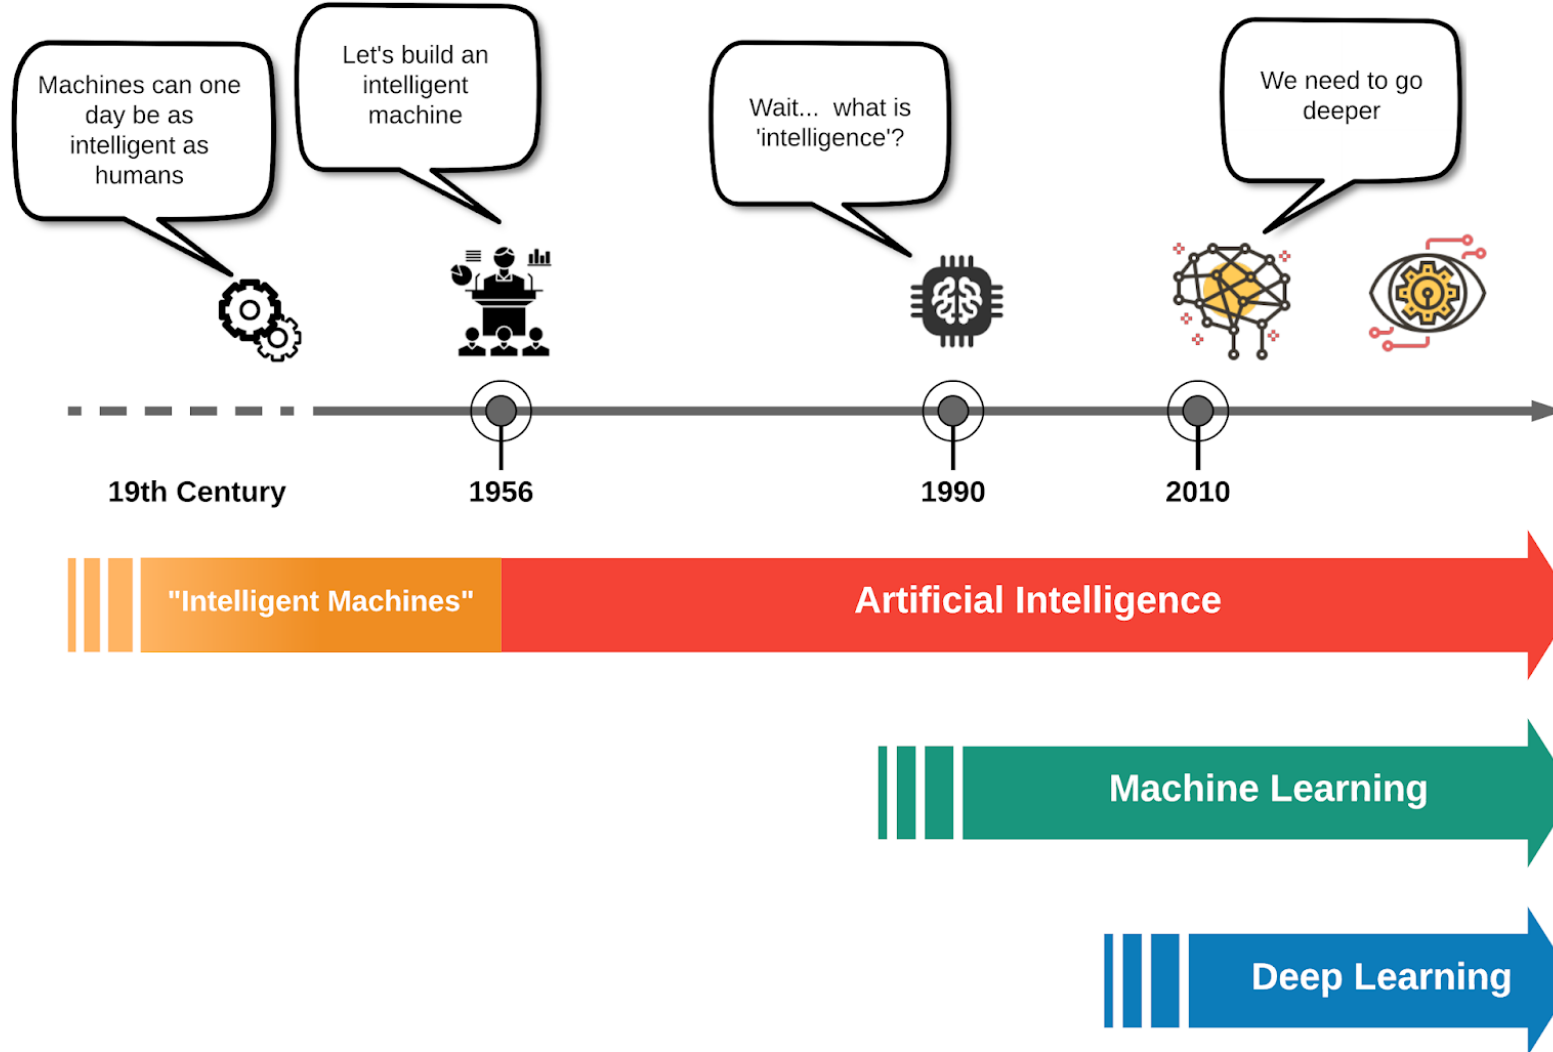 Machines can one
day be as
intelligent as
humans
Let's build an
intelligent
machine
Wait... what is
'intelligence'?
We need to go
deeper
19th Century
1956
1990
2010
"Intelligent Machines"
Artificial Intelligence
Machine Learning
Deep Learning